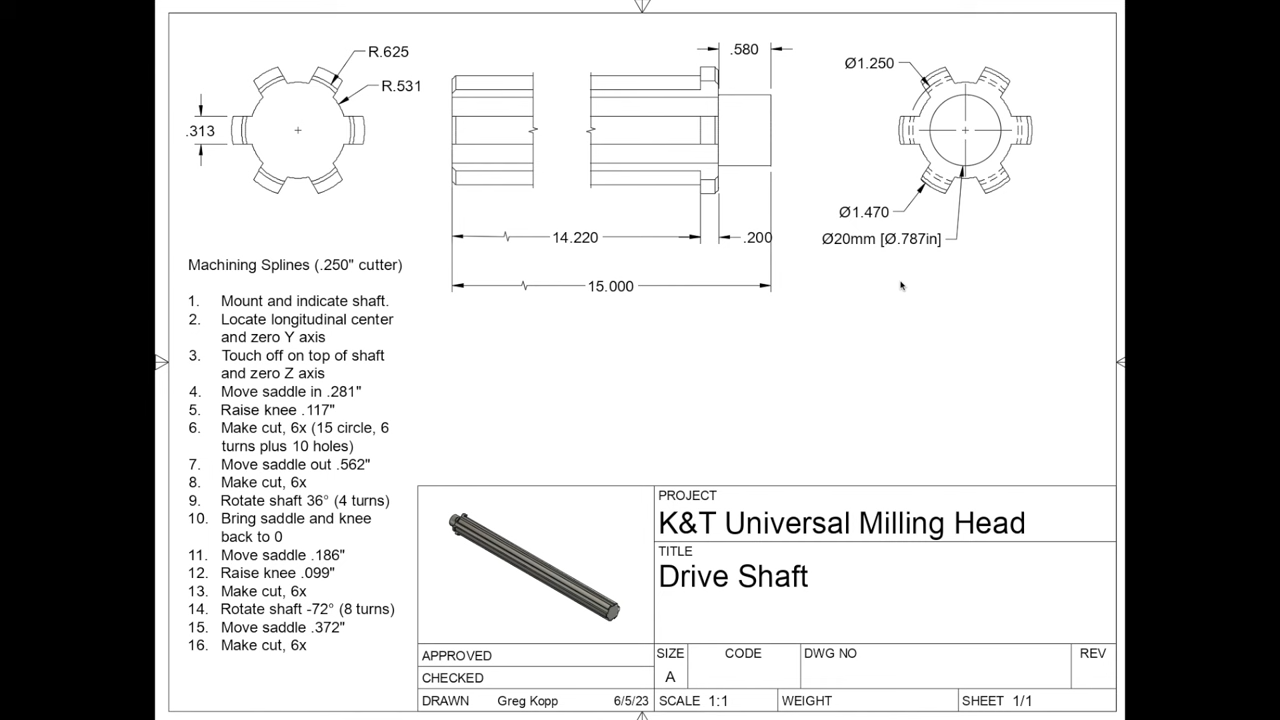 R.625
R.531
.313
.580
14.220
.200
15.000
Ø1.250
Ø1.470
Ø20mm [Ø.787in]
Machining Splines (.250" cutter)
1. Mount and indicate shaft.
2. Locate longitudinal center
and zero Y axis
3. Touch off on top of shaft
and zero Z axis
4. Move saddle in .281"
5. Raise knee .117"
6. Make cut, 6x (15 circle, 6
turns plus 10 holes)
7. Move saddle out .562"
8. Make cut, 6x
9. Rotate shaft 36° (4 turns)
10. Bring saddle and knee
back to 0
11. Move saddle .186"
12. Raise knee .099"
13. Make cut, 6x
14. Rotate shaft -72° (8 turns)
15. Move saddle .372"
16. Make cut, 6x
PROJECT
K&T Universal Milling Head
TITLE
Drive Shaft
APPROVED
CHECKED
DRAWN Greg Kopp 6/5/23
SIZE CODE DWG NO REV
A
SCALE 1:1 WEIGHT SHEET 1/1